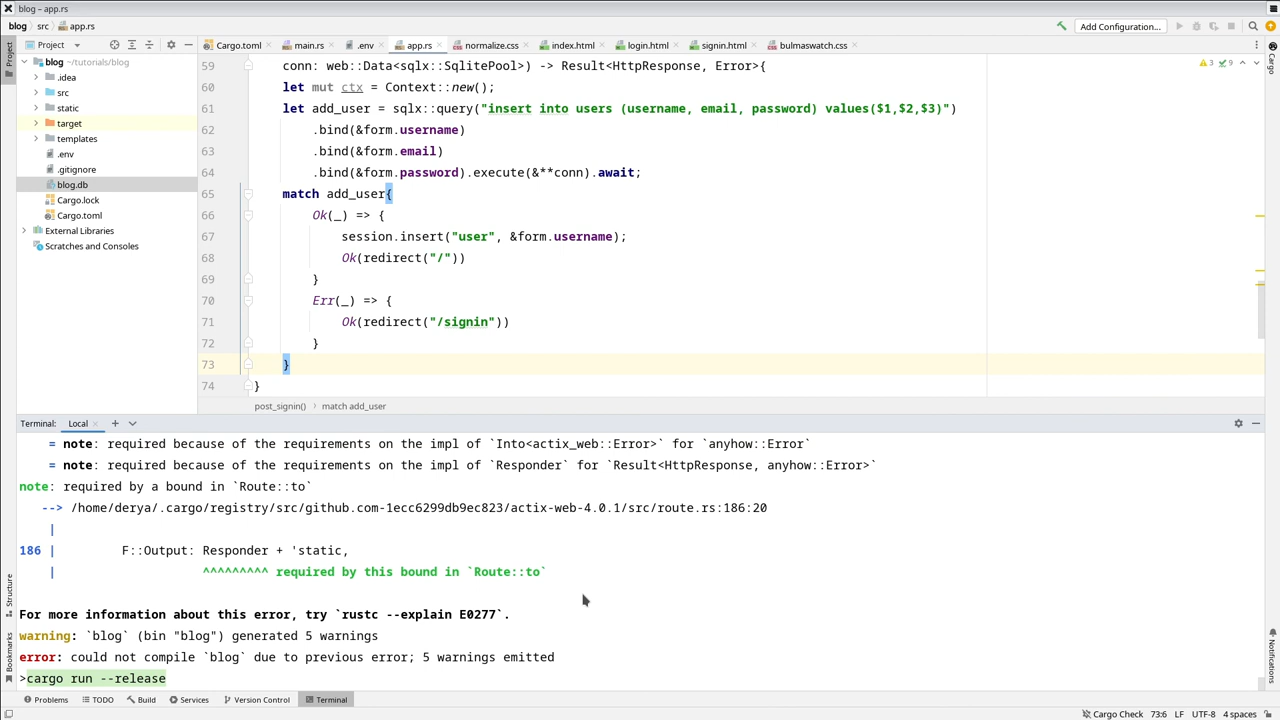 blog – app.rs
blog src app.rs Add Configuration...
Project Cargo.toml main.rs .env app.rs normalize.css index.html login.html signin.html bulmaswatch.css
Project
Cargo
blog ~/tutorials/blog
.idea
src
static
target
templates
.env
.gitignore
blog.db
Cargo.lock
Cargo.toml
External Libraries
Scratches and Consoles
3 9
59 conn: web::Data<sqlx::SqlitePool>) -> Result<HttpResponse, Error>{
60 let mut ctx = Context::new();
61 let add_user = sqlx::query("insert into users (username, email, password) values($1,$2,$3)")
62 .bind(&form.username)
63 .bind(&form.email)
64 .bind(&form.password).execute(&**conn).await;
65 match add_user{
66 Ok(_) => {
67 session.insert("user", &form.username);
68 Ok(redirect("/"))
69 }
70 Err(_) => {
71 Ok(redirect("/signin"))
72 }
73 }
74 }
post_signin() match add_user
Terminal: Local
= note: required because of the requirements on the impl of `Into<actix_web::Error>` for `anyhow::Error`
= note: required because of the requirements on the impl of `Responder` for `Result<HttpResponse, anyhow::Error>`
note: required by a bound in `Route::to`
--> /home/derya/.cargo/registry/src/github.com-1ecc6299db9ec823/actix-web-4.0.1/src/route.rs:186:20
|
186 | F::Output: Responder + 'static,
| ^^^^^^^^^ required by this bound in `Route::to`
For more information about this error, try `rustc --explain E0277`.
warning: `blog` (bin "blog") generated 5 warnings
error: could not compile `blog` due to previous error; 5 warnings emitted
>cargo run --release
Structure
Bookmarks
Notifications
Problems TODO Build Services Version Control Terminal
Cargo Check 73:6 LF UTF-8 4 spaces